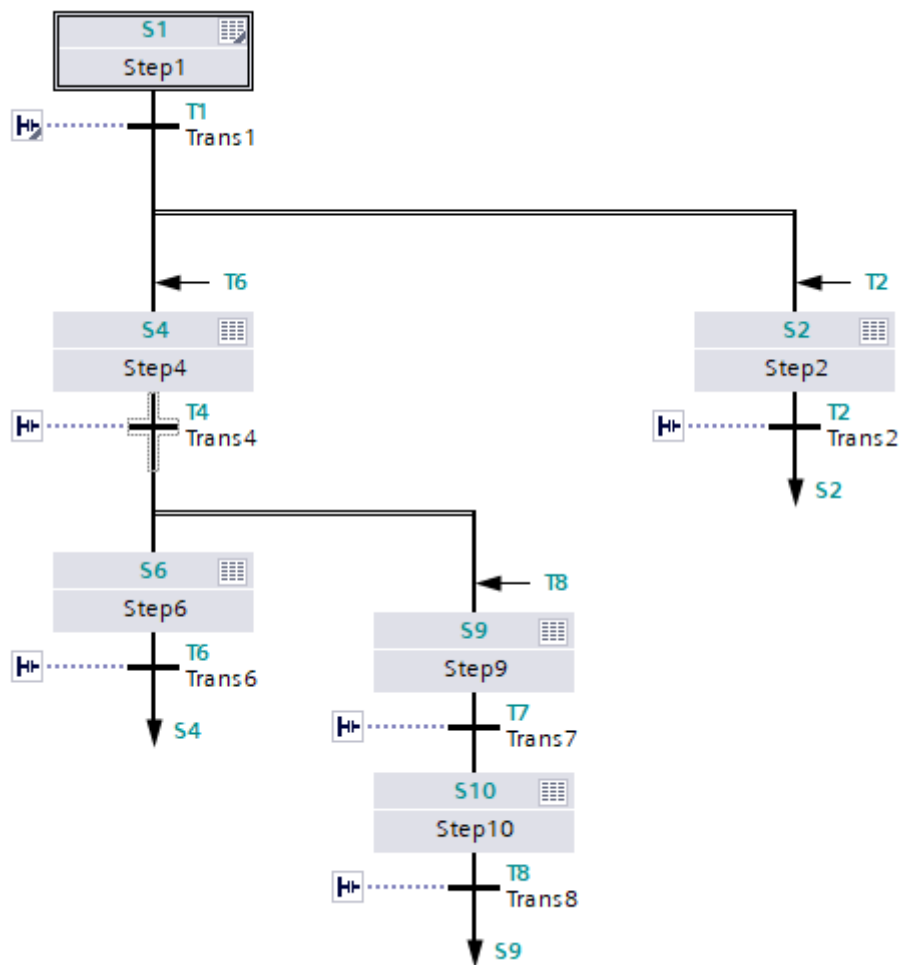 S1
Step1
T1
Trans1
T6
T2
S4
Step4
S2
Step2
T4
Trans4
T2
Trans2
S2
S6
Step6
T8
S9
Step9
T6
Trans6
S4
T7
Trans7
S10
Step10
T8
Trans8
S9